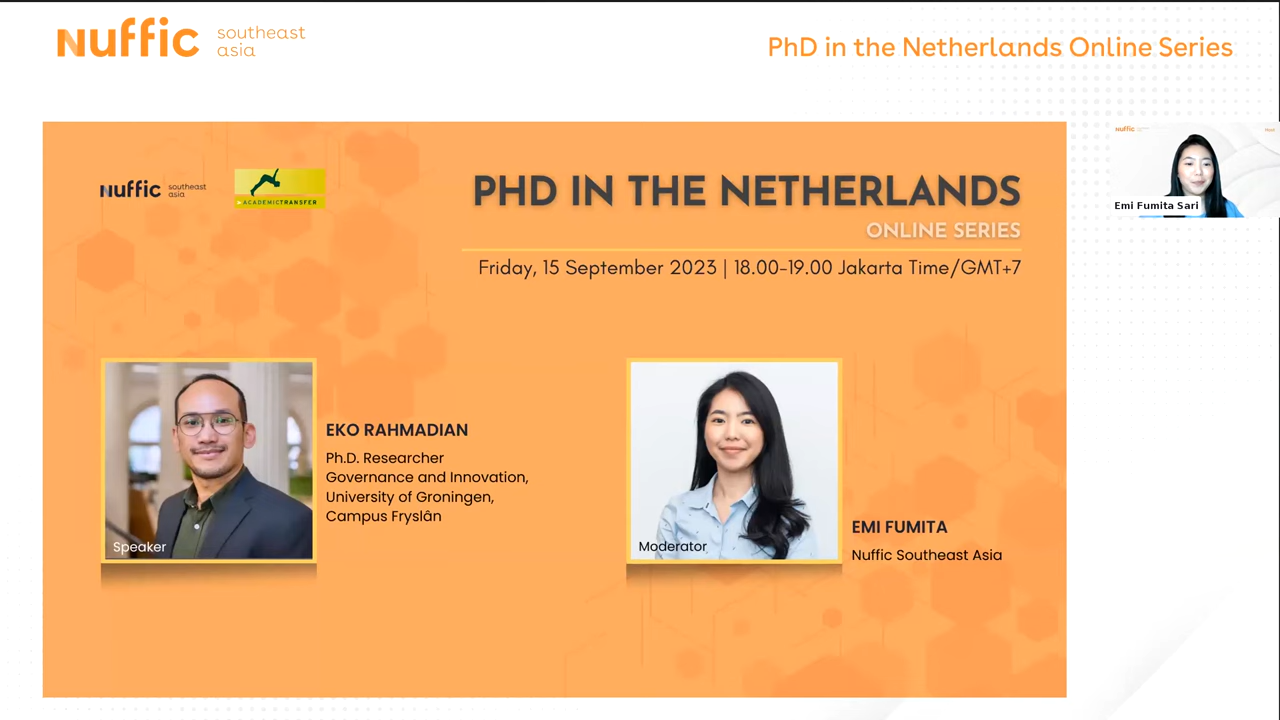 Nuffic southeast asia
PhD in the Netherlands Online Series
nuffic southeast asia
ACADEMICTRANSFER
PHD IN THE NETHERLANDS
ONLINE SERIES
Friday, 15 September 2023 | 18.00-19.00 Jakarta Time/GMT+7
nuffic
Emi Fumita Sari
EKO RAHMADIAN
Ph.D. Researcher
Governance and Innovation,
University of Groningen,
Campus Fryslân
Speaker
Moderator
EMI FUMITA
Nuffic Southeast Asia